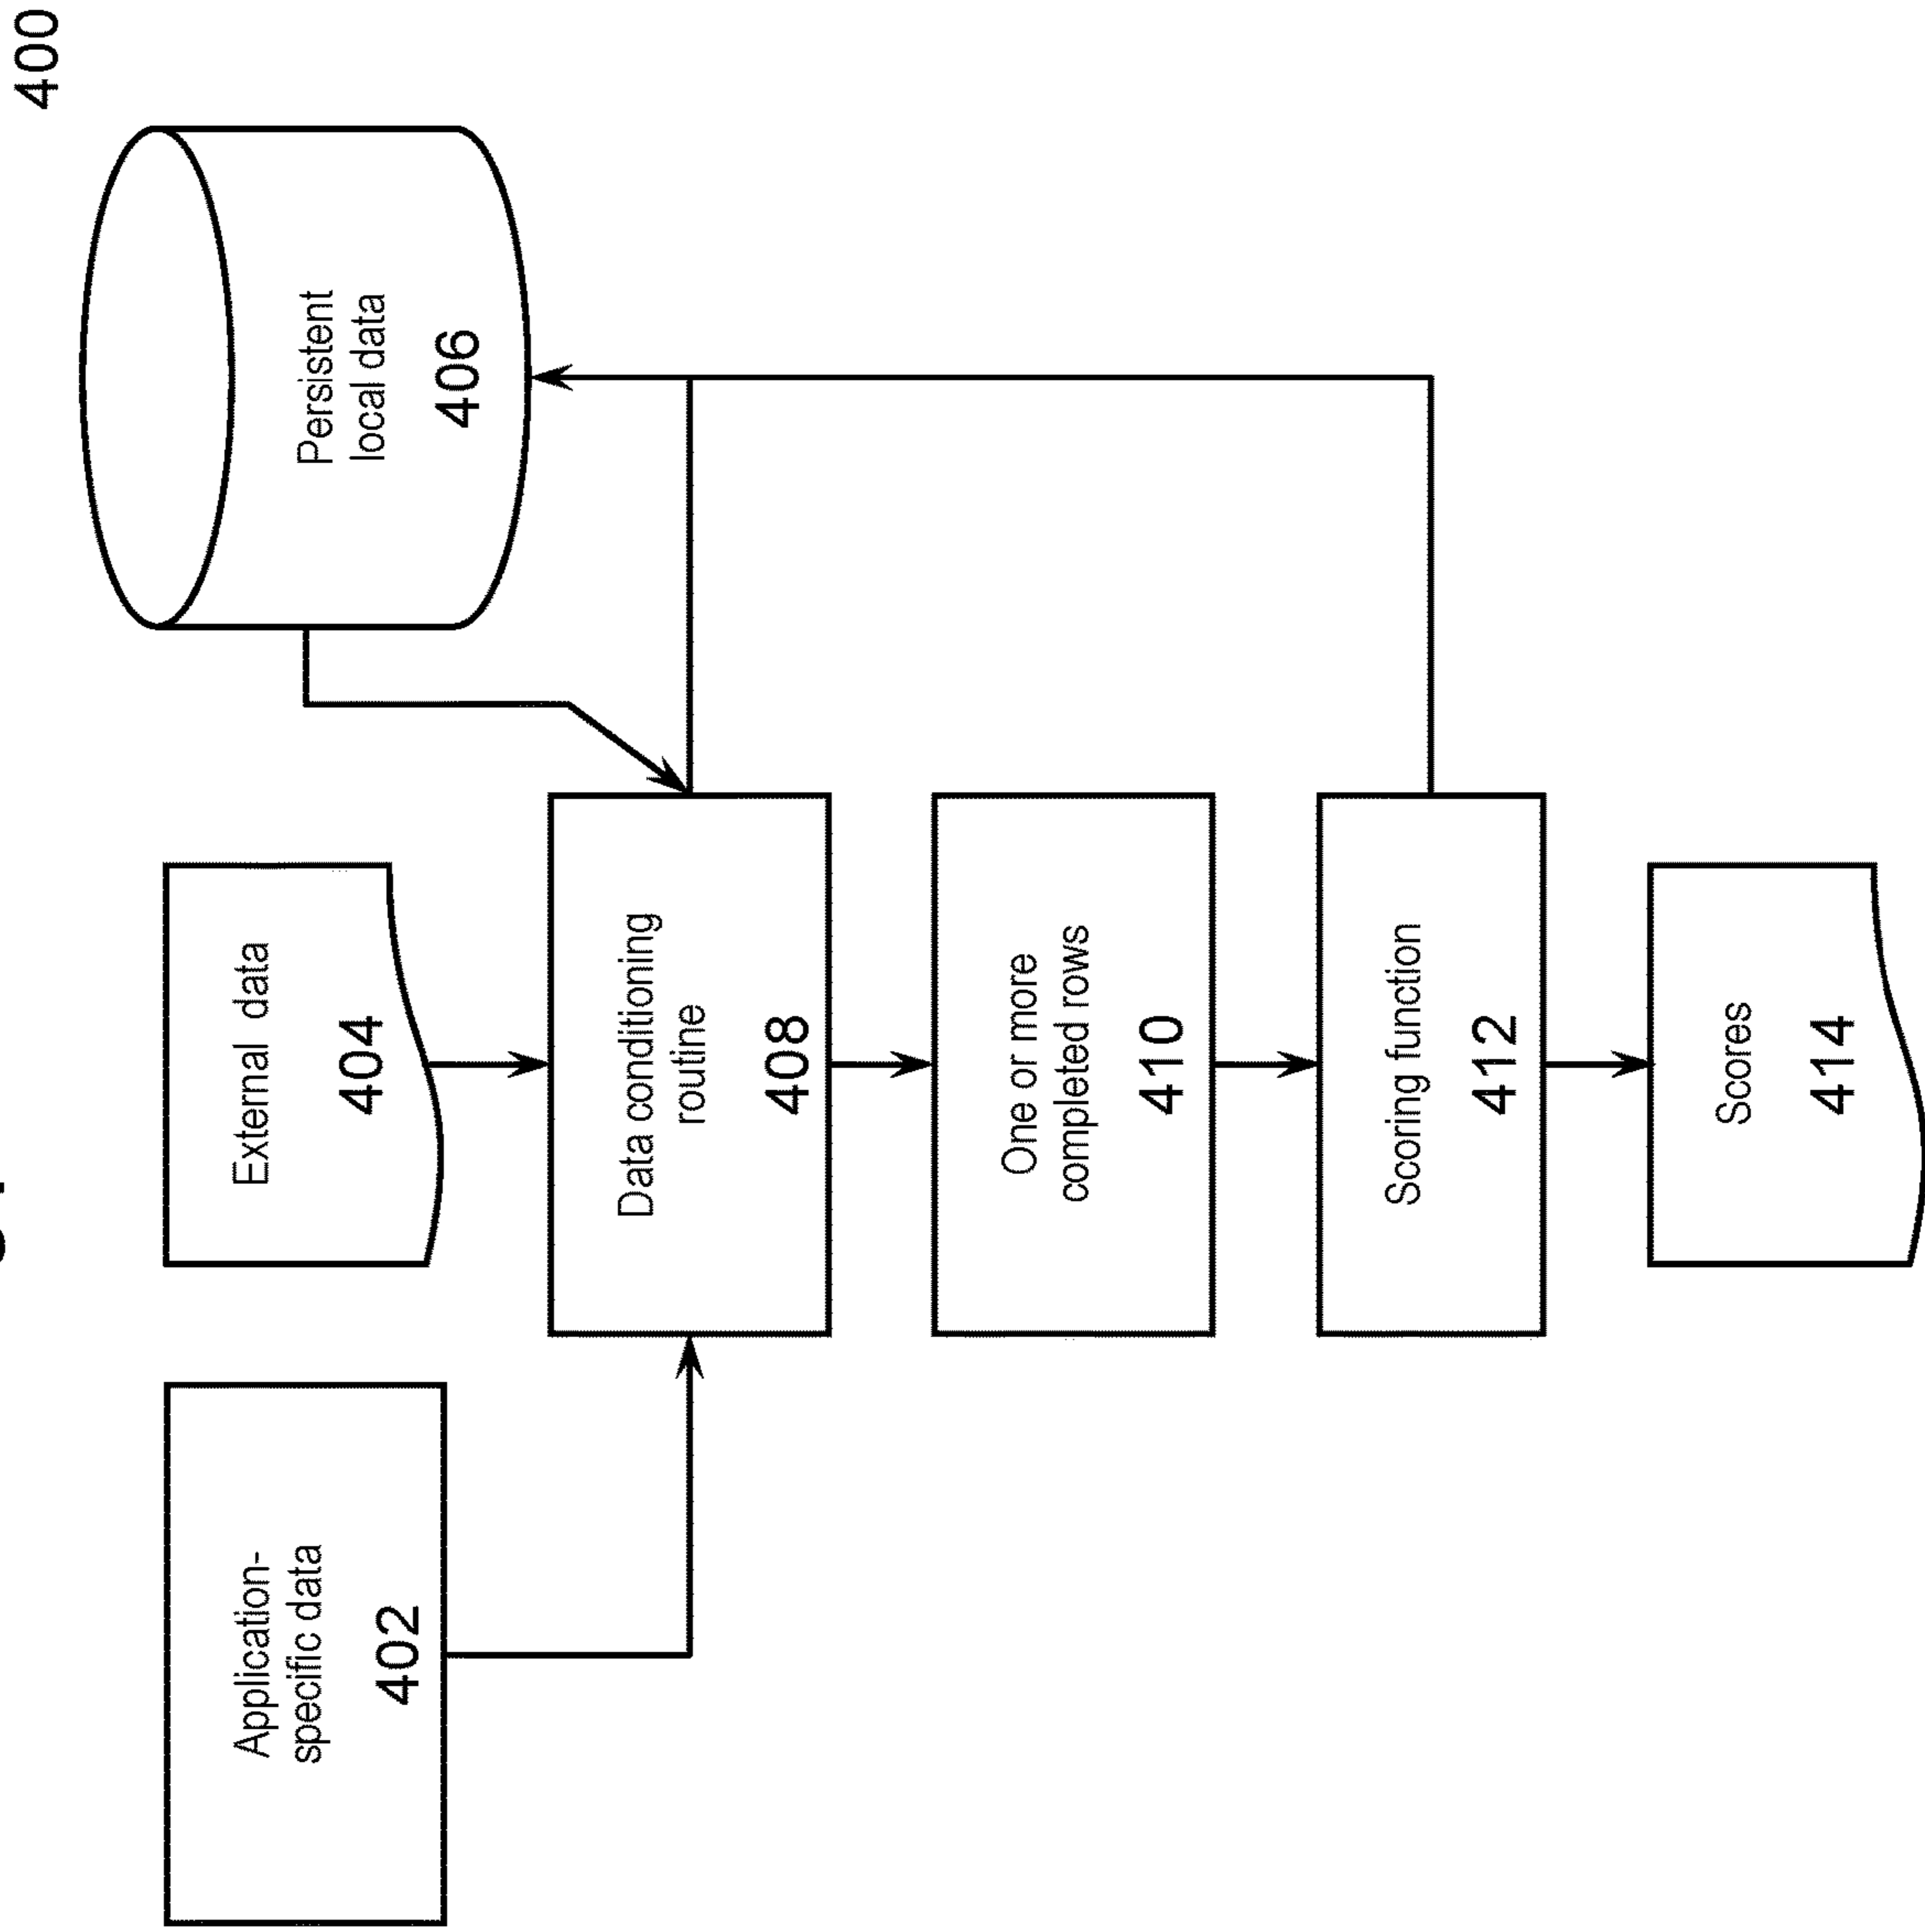 400
Application-
specific data
402
External data
404
Persistent
local data
406
Data conditioning
routine
408
One or more
completed rows
410
Scoring function
412
Scores
414